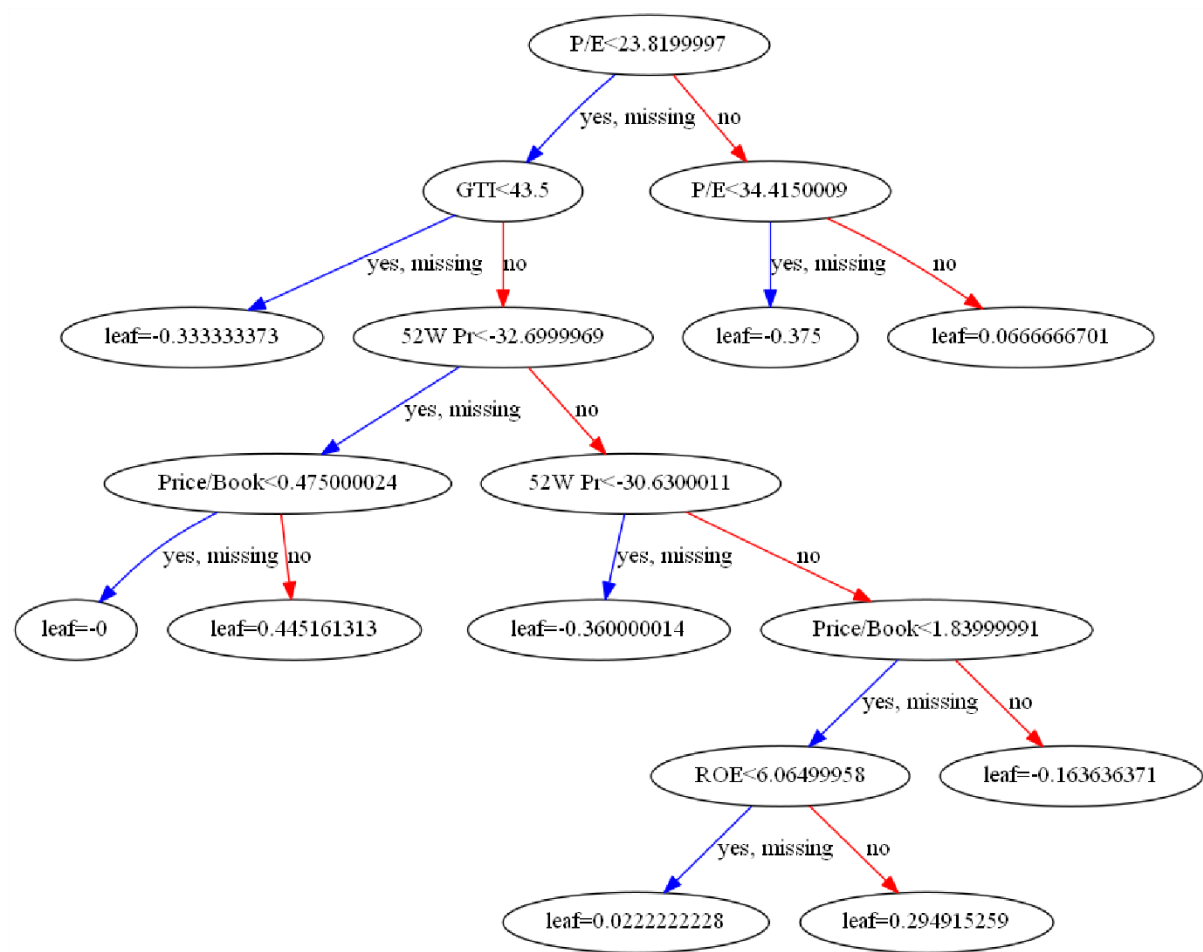 P/E<23.8199997
yes, missing
no
GTI<43.5
P/E<34.4150009
yes, missing
no
yes, missing
no
leaf=-0.333333373
52W Pr<-32.6999969
leaf=-0.375
leaf=0.0666666701
yes, missing
no
Price/Book<0.475000024
52W Pr<-30.6300011
yes, missing
no
yes, missing
no
leaf=-0
leaf=0.445161313
leaf=-0.360000014
Price/Book<1.83999991
yes, missing
no
ROE<6.06499958
leaf=-0.163636371
yes, missing
no
leaf=0.0222222228
leaf=0.294915259